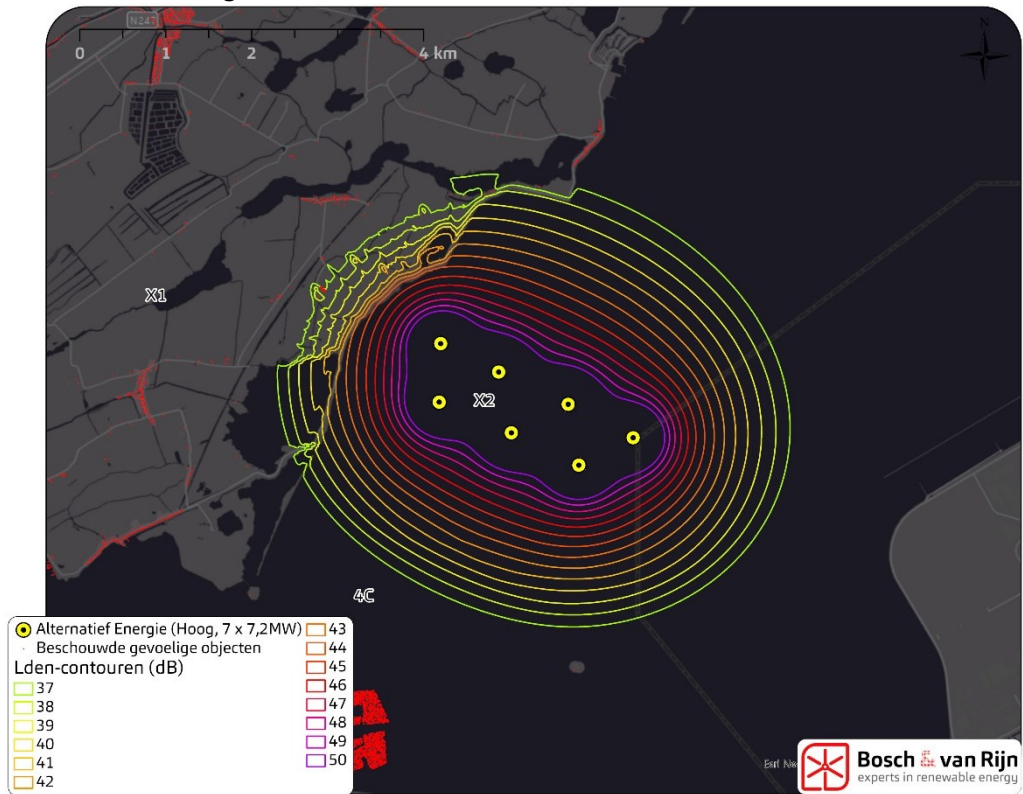 N247
N
0 1 2 4 km
X1
X2
4C
Alternatief Energie (Hoog, 7 x 7,2MW)
Beschouwde gevoelige objecten
Lden-contouren (dB)
37
38
39
40
41
42
43
44
45
46
47
48
49
50
Bosch & van Rijn
experts in renewable energy